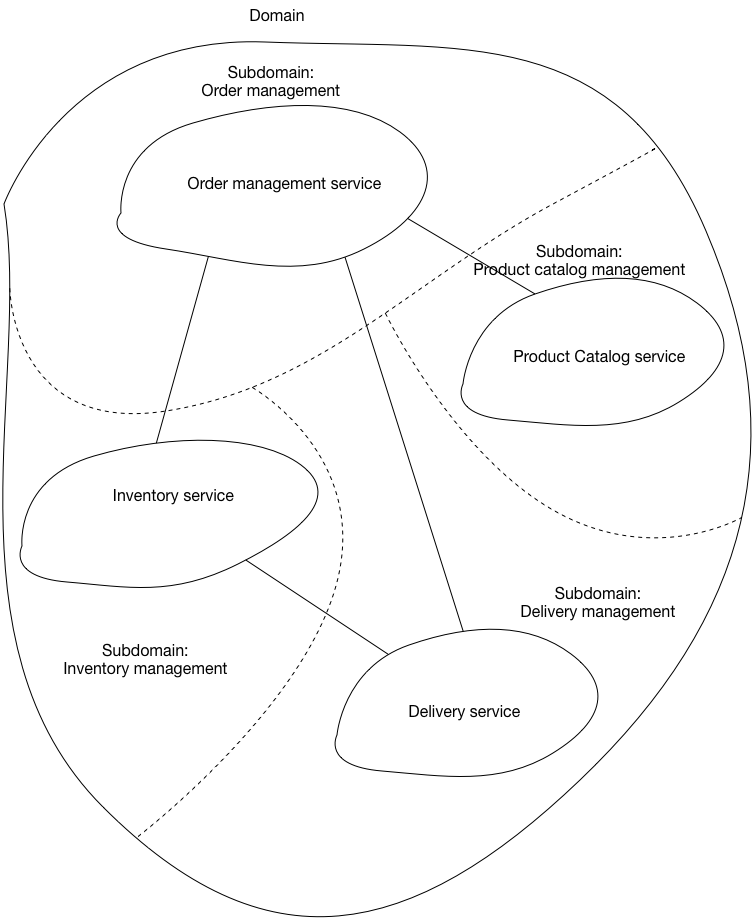 Domain
Subdomain:
Order management
Order management service
Subdomain:
Product catalog management
Product Catalog service
Inventory service
Subdomain:
Delivery management
Subdomain:
Inventory management
Delivery service